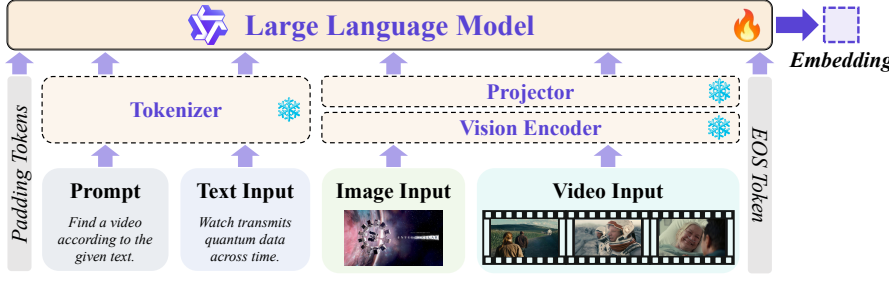 Large Language Model
Embedding
Padding Tokens
Tokenizer
Projector
Vision Encoder
EOS Token
Prompt
Find a video
according to the
given text.
Text Input
Watch transmits
quantum data
across time.
Image Input
Video Input